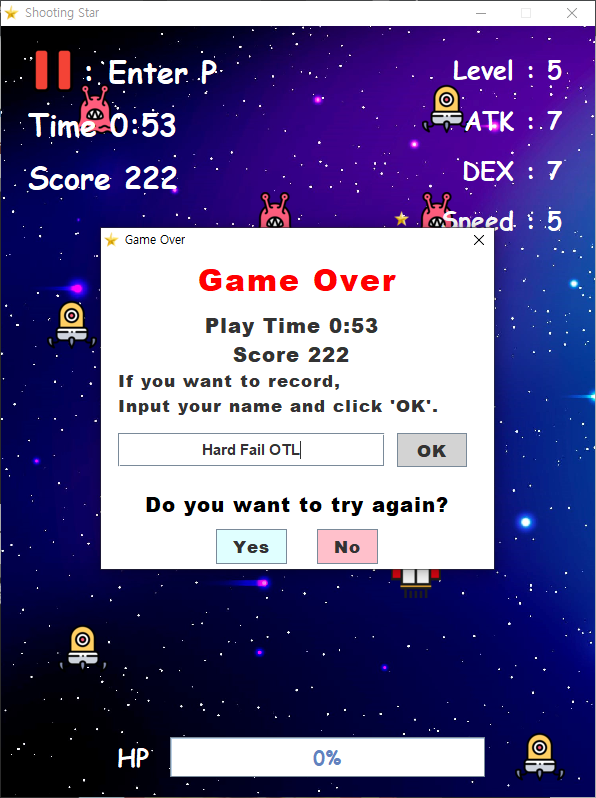 Shooting Star
: Enter P
Level : 5
Time 0:53
ATK : 7
Score 222
DEX : 7
Speed : 5
Game Over
Game Over
Play Time 0:53
Score 222
If you want to record,
Input your name and click 'OK'.
Hard Fail OTL
OK
Do you want to try again?
Yes
No
HP
0%